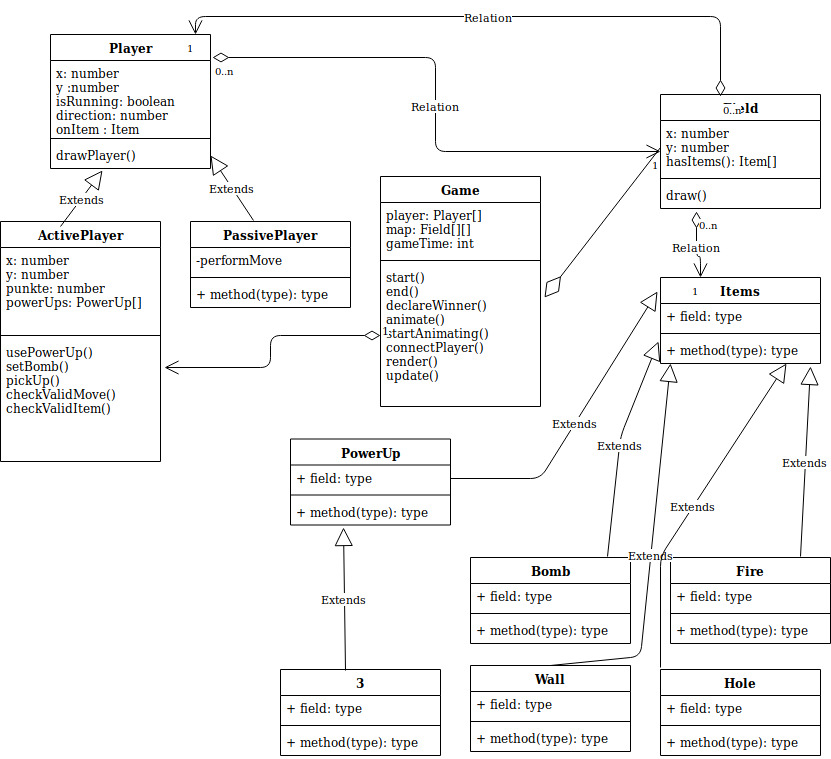 Relation
Player 1
x: number
y :number
isRunning: boolean
direction: number
onItem : Item
drawPlayer()
0..n
Relation
0..n
x: number
y: number
hasItems(): Item[]
draw()
1
Extends
Extends
ActivePlayer
x: number
y: number
punkte: number
powerUps: PowerUp[]
usePowerUp()
setBomb()
pickUp()
checkValidMove()
checkValidItem()
PassivePlayer
-performMove
+ method(type): type
Game
player: Player[]
map: Field[][]
gameTime: int
start()
end()
declareWinner()
animate()
startAnimating()
connectPlayer()
render()
update()
1
0..n
Relation
1 Items
+ field: type
+ method(type): type
Extends
Extends
Extends
Extends
Extends
PowerUp
+ field: type
+ method(type): type
Extends
Bomb
+ field: type
+ method(type): type
Fire
+ field: type
+ method(type): type
3
+ field: type
+ method(type): type
Wall
+ field: type
+ method(type): type
Hole
+ field: type
+ method(type): type